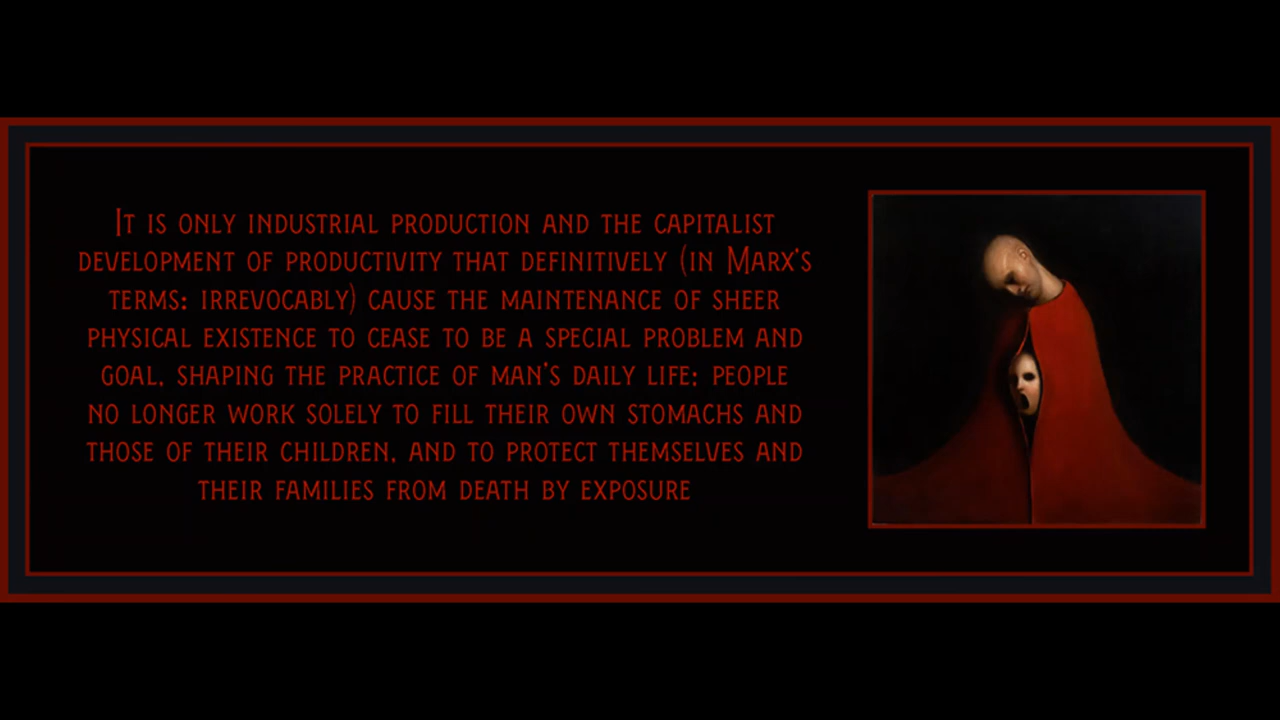 It is only industrial production and the capitalist
development of productivity that definitively (in Marx's
terms: irrevocably) cause the maintenance of sheer
physical existence to cease to be a special problem and
goal, shaping the practice of man's daily life; people
no longer work solely to fill their own stomachs and
those of their children, and to protect themselves and
their families from death by exposure